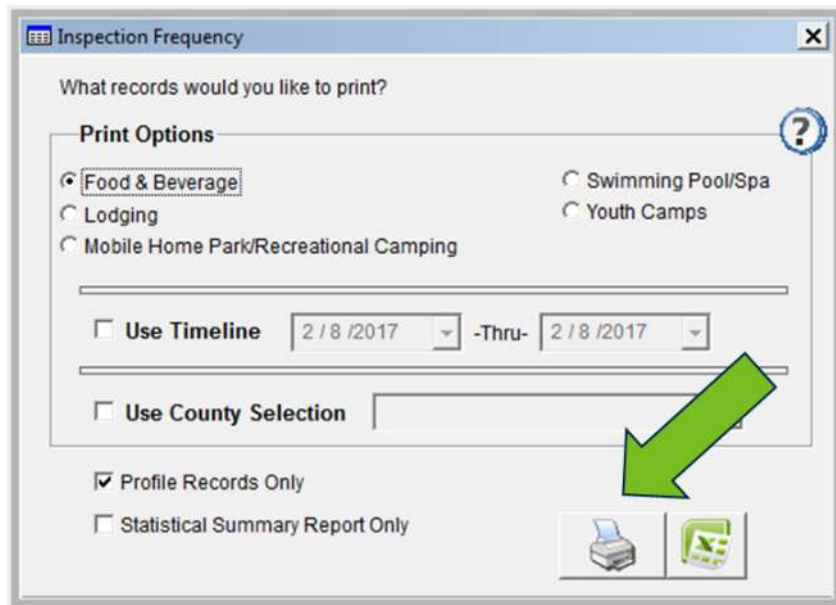 Inspection Frequency
What records would you like to print?
Print Options
?
Food & Beverage
Swimming Pool/Spa
Lodging
Youth Camps
Mobile Home Park/Recreational Camping
Use Timeline 2 / 8 /2017 -Thru- 2 / 8 /2017
Use County Selection
Profile Records Only
Statistical Summary Report Only